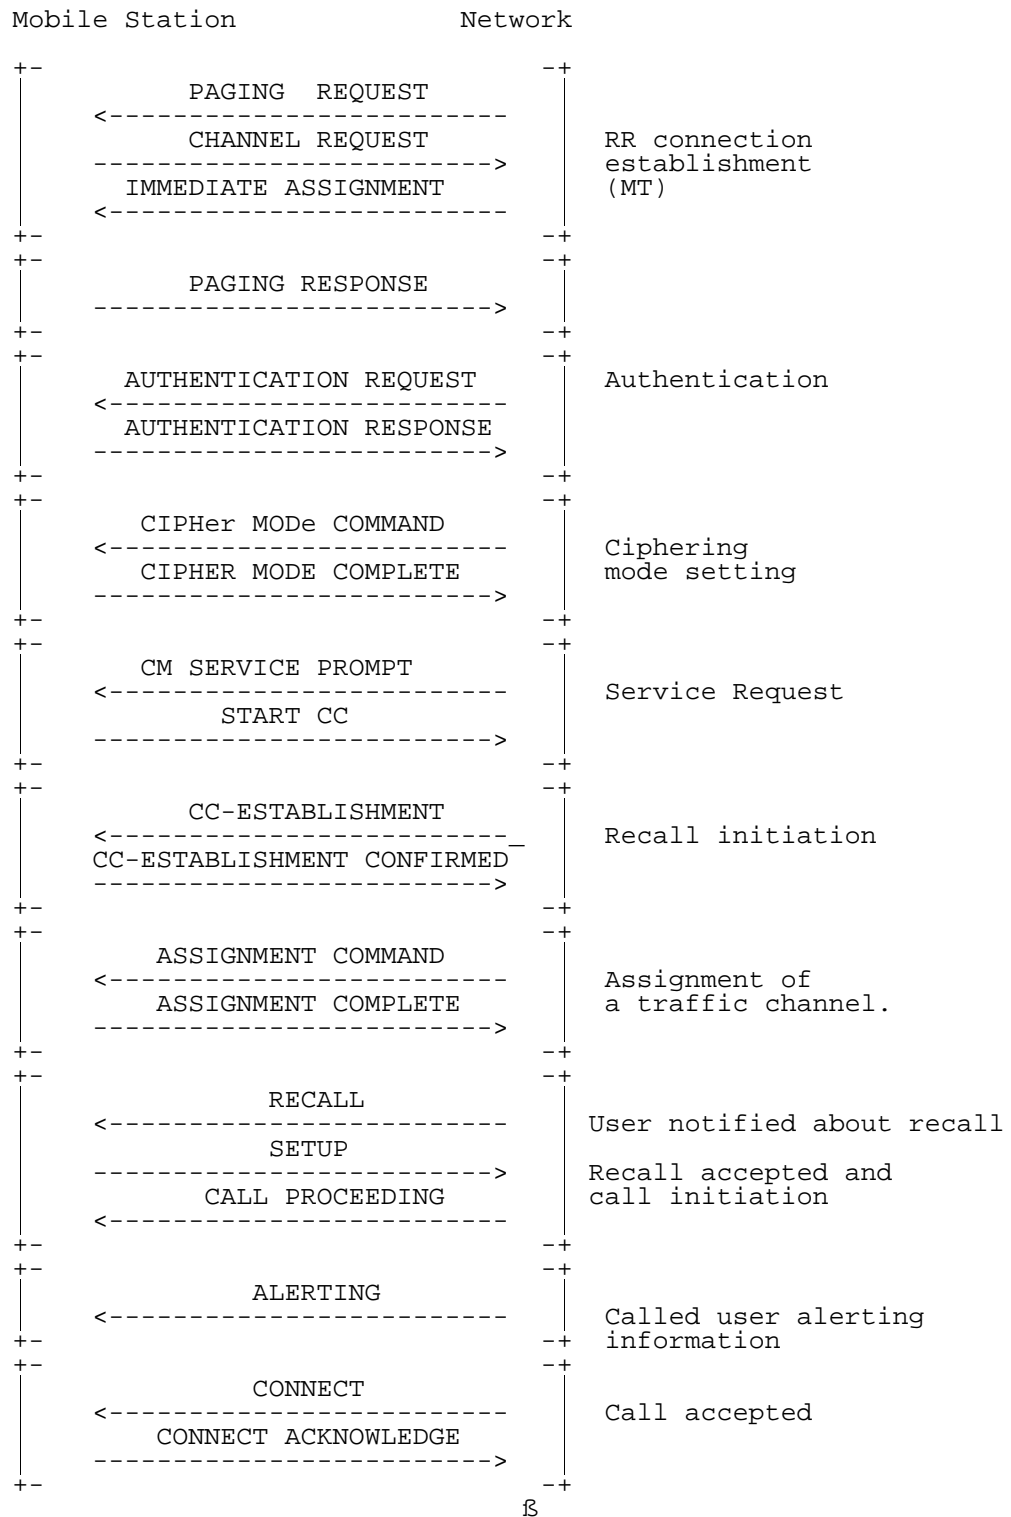 Mobile Station Network
+- -+
PAGING REQUEST
<-------------------------
CHANNEL REQUEST RR connection
-------------------------> establishment
IMMEDIATE ASSIGNMENT (MT)
<-------------------------
+- -+
+- -+
PAGING RESPONSE
------------------------->
+- -+
+- -+
AUTHENTICATION REQUEST Authentication
<-------------------------
AUTHENTICATION RESPONSE
------------------------->
+- -+
+- -+
CIPHer MODe COMMAND
<------------------------- Ciphering
CIPHER MODE COMPLETE mode setting
------------------------->
+- -+
+- -+
CM SERVICE PROMPT
<------------------------- Service Request
START CC
------------------------->
+- -+
+- -+
CC-ESTABLISHMENT
<-------------------------_ Recall initiation
CC-ESTABLISHMENT CONFIRMED
------------------------->
+- -+
+- -+
ASSIGNMENT COMMAND
<------------------------- Assignment of
ASSIGNMENT COMPLETE a traffic channel.
------------------------->
+- -+
+- -+
RECALL
<------------------------- User notified about recall
SETUP
-------------------------> Recall accepted and
CALL PROCEEDING call initiation
<-------------------------
+- -+
+- -+
ALERTING
<------------------------- Called user alerting
+- -+ information
+- -+
CONNECT
<------------------------- Call accepted
CONNECT ACKNOWLEDGE
------------------------->
+- -+
ß